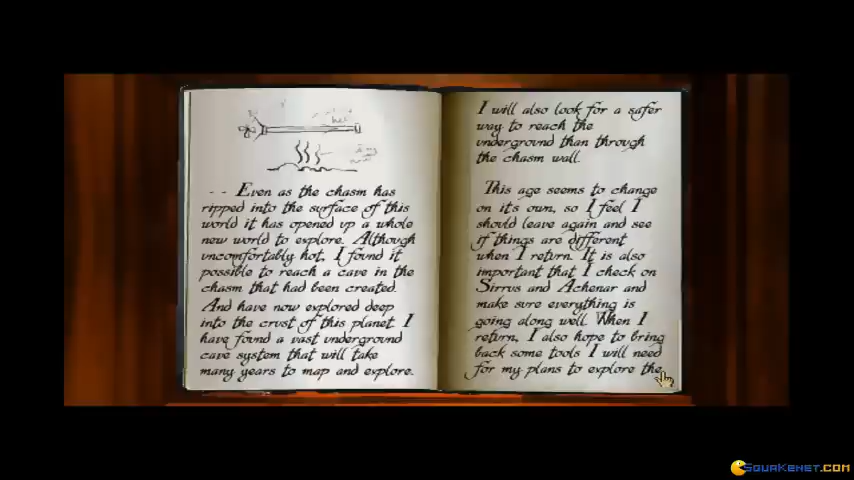 -- Even as the chasm has
ripped into the surface of this
world it has opened up a whole
new world to explore. Although
uncomfortably hot, I found it
possible to reach a cave in the
chasm that had been created.
And have now explored deep
into the crust of this planet. I
have found a vast underground
cave system that will take
many years to map and explore.
I will also look for a safer
way to reach the
underground than through
the chasm wall.
This age seems to change
on it's own, so I feel I
should leave again and see
if things are different
when I return. It is also
important that I check on
Sirrus and Achenar and
make sure everything is
going along well. When I
return, I also hope to bring
back some tools I will need
for my plans to explore the
SquaKeNet.com